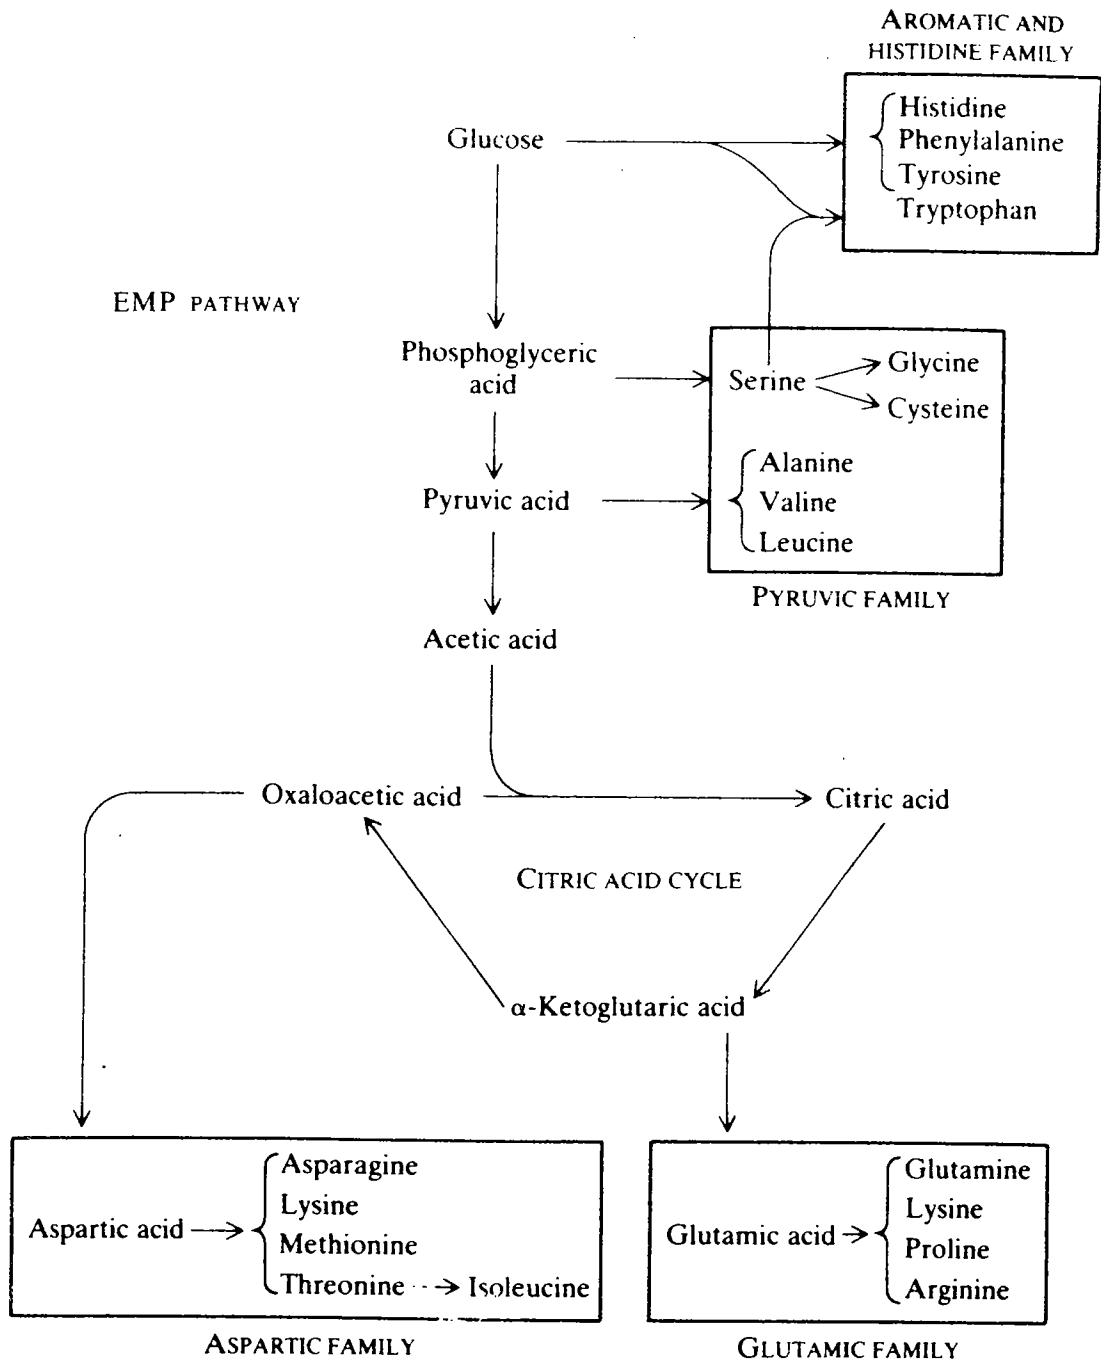 AROMATIC AND
HISTIDINE FAMILY
Histidine
Phenylalanine
Tyrosine
Tryptophan
Glucose
EMP PATHWAY
Phosphoglyceric
acid
Serine
Glycine
Cysteine
Alanine
Valine
Leucine
Pyruvic acid
PYRUVIC FAMILY
Acetic acid
Oxaloacetic acid
Citric acid
CITRIC ACID CYCLE
α-Ketoglutaric acid
Aspartic acid
Asparagine
Lysine
Methionine
Threonine
Isoleucine
ASPARTIC FAMILY
Glutamic acid
Glutamine
Lysine
Proline
Arginine
GLUTAMIC FAMILY